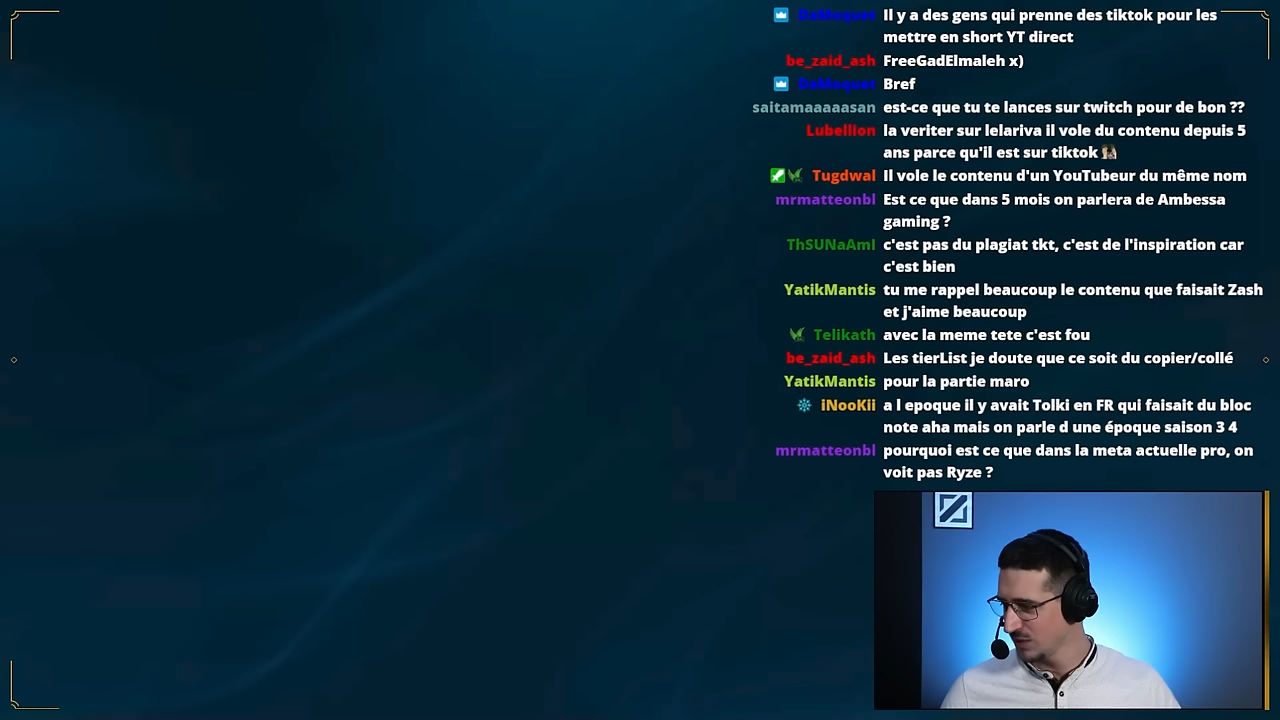 DaMoquet Il y a des gens qui prenne des tiktok pour les
mettre en short YT direct
be_zaid_ash FreeGadElmaleh x)
DaMoquet Bref
saitamaaaaasan est-ce que tu te lances sur twitch pour de bon ??
Lubellion la veriter sur lelariva il vole du contenu depuis 5
ans parce qu'il est sur tiktok
Tugdwal Il vole le contenu d'un YouTubeur du même nom
mrmatteonbl Est ce que dans 5 mois on parlera de Ambessa
gaming ?
ThSUNaAmI c'est pas du plagiat tkt, c'est de l'inspiration car
c'est bien
YatikMantis tu me rappel beaucoup le contenu que faisait Zash
et j'aime beaucoup
Telikath avec la meme tete c'est fou
be_zaid_ash Les tierList je doute que ce soit du copier/collé
YatikMantis pour la partie maro
iNooKii a l epoque il y avait Tolki en FR qui faisait du bloc
note aha mais on parle d une époque saison 3 4
mrmatteonbl pourquoi est ce que dans la meta actuelle pro, on
voit pas Ryze ?